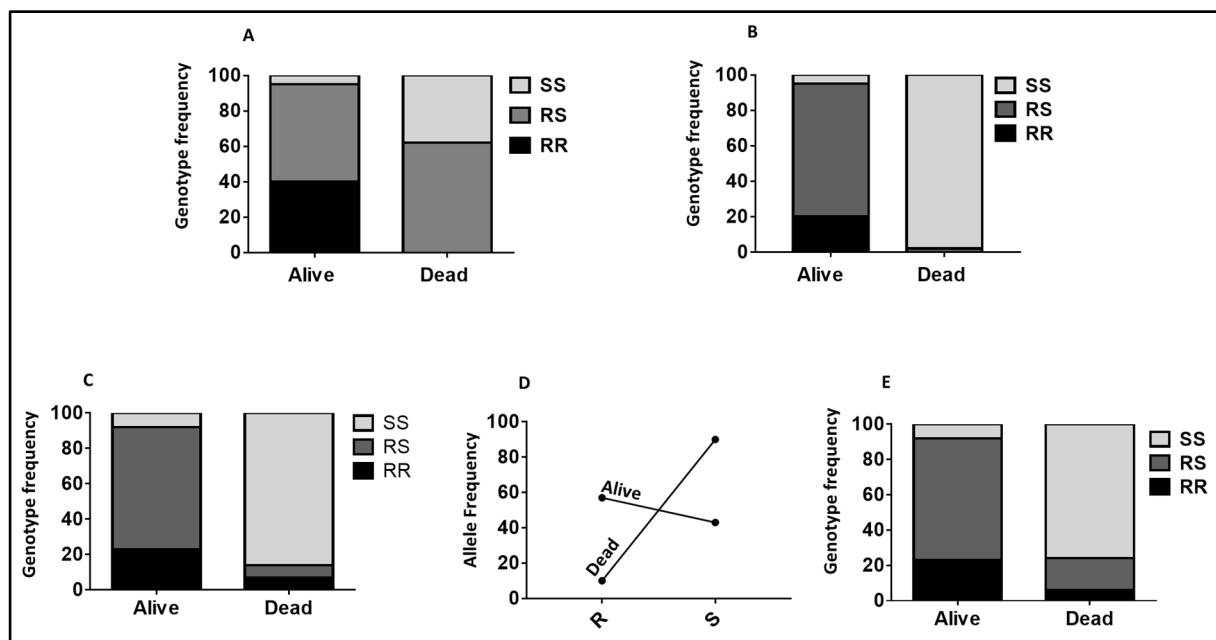 A
Genotype frequency
100
80
60
40
20
0
Alive Dead
SS
RS
RR
B
Genotype frequency
100
80
60
40
20
0
Alive Dead
SS
RS
RR
C
Genotype frequency
100
80
60
40
20
0
Alive Dead
SS
RS
RR
D
Allele Frequency
100
80
60
40
20
0
Alive
Dead
R S
E
Genotype frequency
100
80
60
40
20
0
Alive Dead
SS
RS
RR